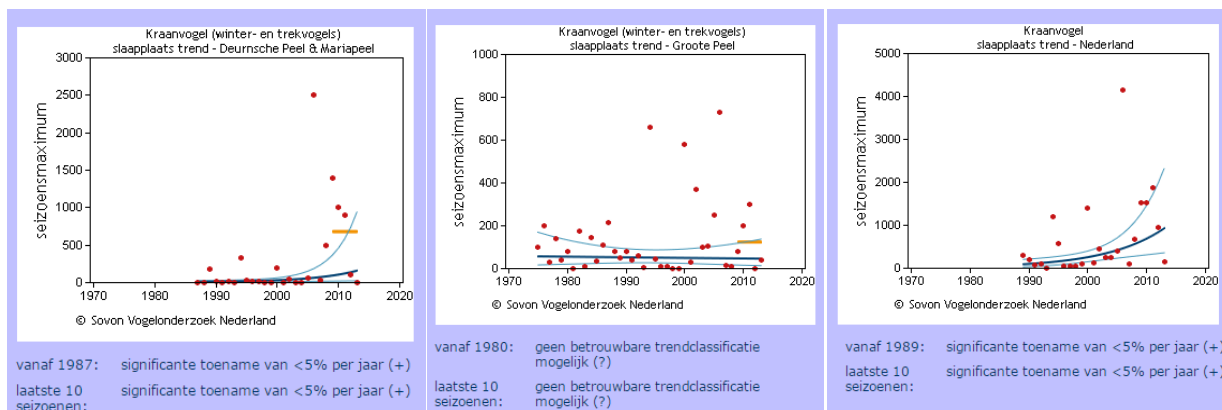 Kraanvogel (winter- en trekvogels)
slaapplaats trend - Deurnsche Peel & Mariapeel
3000
2500
2000
1500
1000
500
0
seizoensmaximum
1970
1980
1990
2000
2010
2020
© Sovon Vogelonderzoek Nederland
vanaf 1987: significante toename van <5% per jaar (+)
laatste 10 significante toename van <5% per jaar (+)
seizoenen:
Kraanvogel (winter- en trekvogels)
slaapplaats trend - Groote Peel
1000
800
600
400
200
0
seizoensmaximum
1970
1980
1990
2000
2010
2020
© Sovon Vogelonderzoek Nederland
vanaf 1980: geen betrouwbare trendclassificatie
mogelijk (?)
laatste 10 geen betrouwbare trendclassificatie
seizoenen: mogelijk (?)
Kraanvogel
slaapplaats trend - Nederland
5000
4000
3000
2000
1000
0
seizoensmaximum
1970
1980
1990
2000
2010
2020
© Sovon Vogelonderzoek Nederland
vanaf 1989: significante toename van <5% per jaar (+)
laatste 10 significante toename van <5% per jaar (+)
seizoenen: